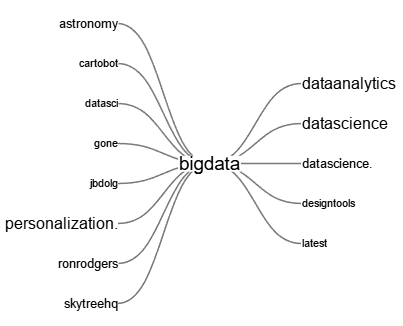 astronomy
cartobot
datasci
gone
jbdolg
personalization.
ronrodgers
skytreehq
bigdata
dataanalytics
datascience
datascience.
designtools
latest